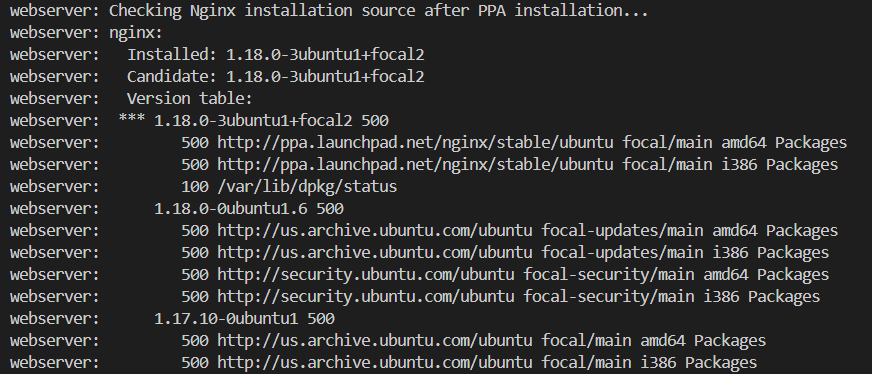 webserver: Checking Nginx installation source after PPA installation...
webserver: nginx:
webserver:   Installed: 1.18.0-3ubuntu1+focal2
webserver:   Candidate: 1.18.0-3ubuntu1+focal2
webserver:   Version table:
webserver:  *** 1.18.0-3ubuntu1+focal2 500
webserver:         500 http://ppa.launchpad.net/nginx/stable/ubuntu focal/main amd64 Packages
webserver:         500 http://ppa.launchpad.net/nginx/stable/ubuntu focal/main i386 Packages
webserver:         100 /var/lib/dpkg/status
webserver:      1.18.0-0ubuntu1.6 500
webserver:         500 http://us.archive.ubuntu.com/ubuntu focal-updates/main amd64 Packages
webserver:         500 http://us.archive.ubuntu.com/ubuntu focal-updates/main i386 Packages
webserver:         500 http://security.ubuntu.com/ubuntu focal-security/main amd64 Packages
webserver:         500 http://security.ubuntu.com/ubuntu focal-security/main i386 Packages
webserver:      1.17.10-0ubuntu1 500
webserver:         500 http://us.archive.ubuntu.com/ubuntu focal/main amd64 Packages
webserver:         500 http://us.archive.ubuntu.com/ubuntu focal/main i386 Packages